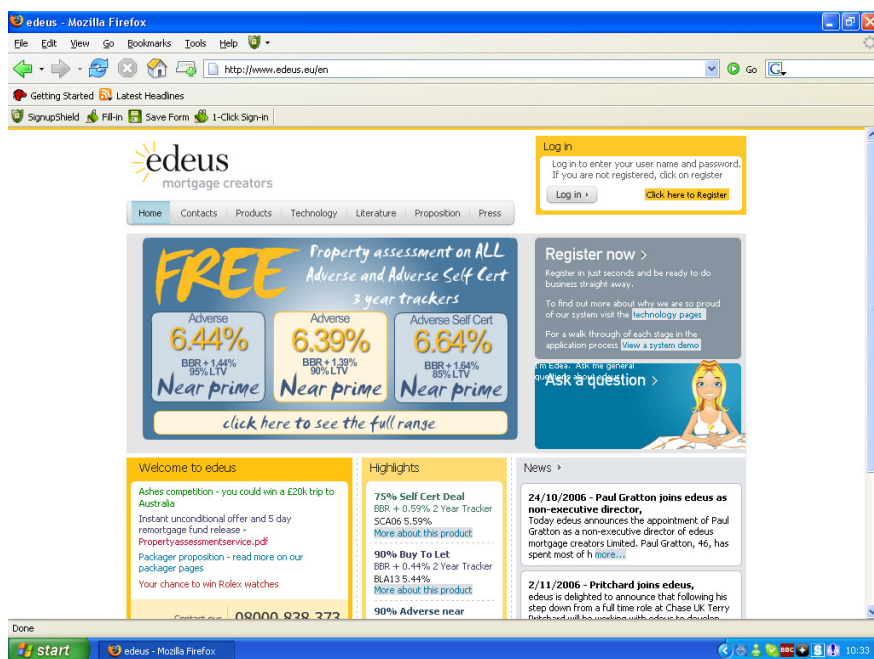 edeus - Mozilla Firefox
File Edit View Go Bookmarks Tools Help
http://www.edeus.eu/en
Go
G
Getting Started Latest Headlines
SignupShield Fill-in Save Form 1-Click Sign-in
edeus
mortgage creators
Home Contacts Products Technology Literature Proposition Press
Log in
Log in to enter your user name and password.
If you are not registered, click on register
Log in ›
Click here to Register
FREE
Property assessment on ALL
Adverse and Adverse Self Cert
3 year trackers
Adverse
6.44%
BBR + 1.44%
95% LTV
Near prime
Adverse
6.39%
BBR + 1.39%
90% LTV
Near prime
Adverse Self Cert
6.64%
BBR + 1.64%
85% LTV
Near prime
click here to see the full range
Register now >
Register in just seconds and be ready to do
business straight away.
To find out more about why we are so proud
of our system visit the technology pages
For a walk through of each stage in the
application process View a system demo
I'm Edea. Ask me general
Ask a question >
Welcome to edeus
Ashes competition - you could win a £20k trip to
Australia
Instant unconditional offer and 5 day
remortgage fund release -
Propertyassessmentservice.pdf
Packager proposition - read more on our
packager pages
Your chance to win Rolex watches
Contact our 08000 838 373
Highlights
75% Self Cert Deal
BBR + 0.59% 2 Year Tracker
SCA06 5.59%
More about this product
90% Buy To Let
BBR + 0.44% 2 Year Tracker
BLA13 5.44%
More about this product
90% Adverse near
News ›
24/10/2006 - Paul Gratton joins edeus as
non-executive director,
Today edeus announces the appointment of Paul
Gratton as a non-executive director of edeus
mortgage creators Limited. Paul Gratton, 46, has
spent most of h more...
2/11/2006 - Pritchard joins edeus,
edeus is delighted to announce that following his
step down from a full time role at Chase UK Terry
Pritchard will be working with edeus to develop
Done
start
edeus - Mozilla Firefox
BBC
S
10:33